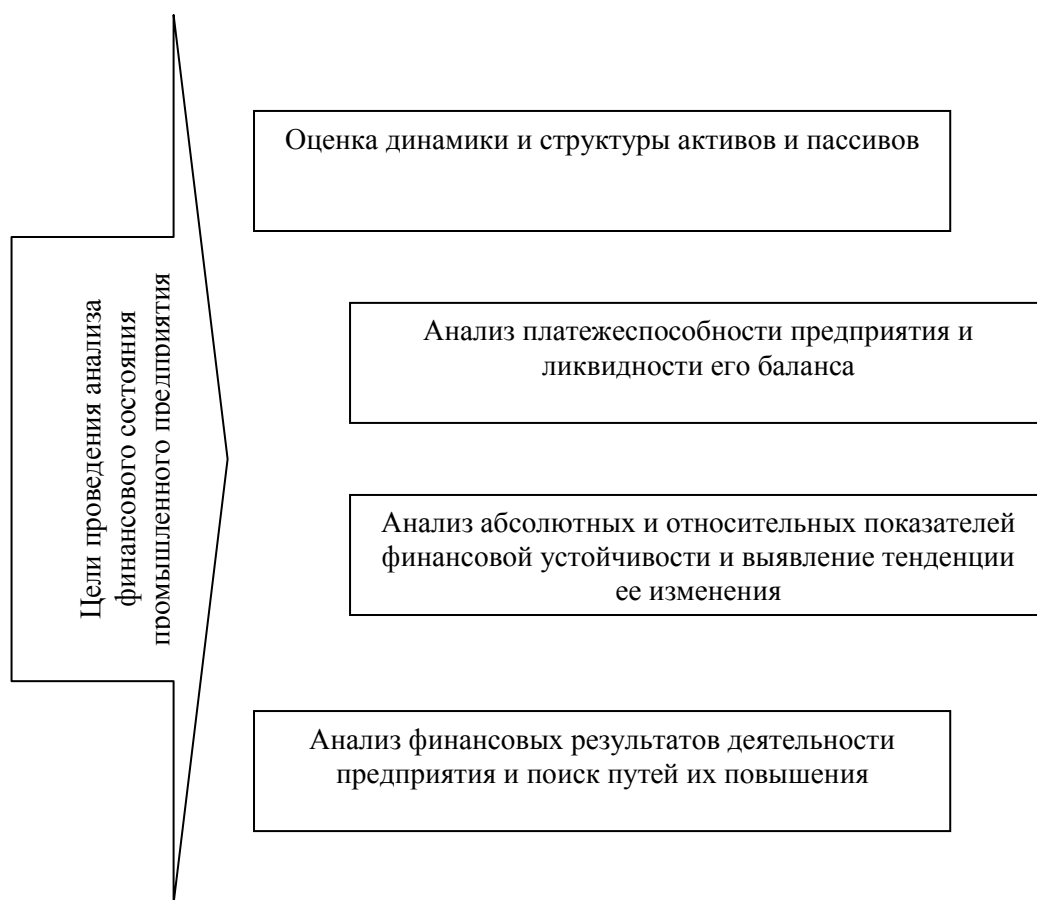 Цели проведения анализа
финансового состояния
промышленного предприятия
Оценка динамики и структуры активов и пассивов
Анализ платежеспособности предприятия и
ликвидности его баланса
Анализ абсолютных и относительных показателей
финансовой устойчивости и выявление тенденции
ее изменения
Анализ финансовых результатов деятельности
предприятия и поиск путей их повышения